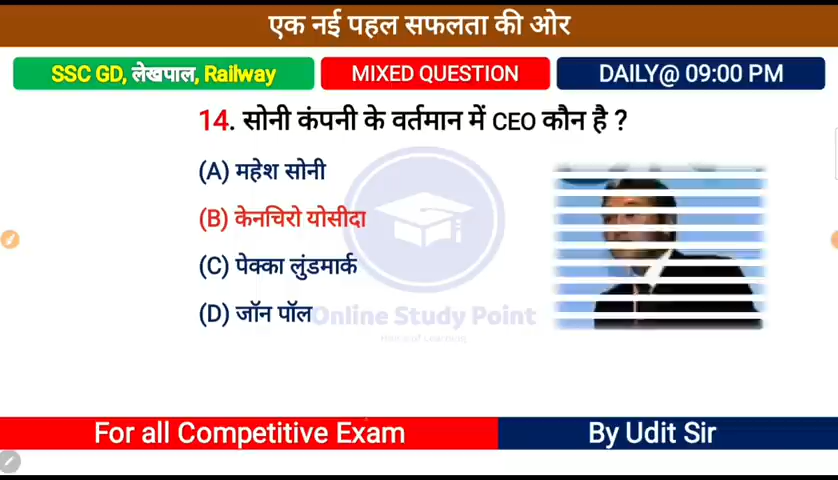 एक नई पहल सफलता की ओर
SSC GD, लेखपाल, Railway
MIXED QUESTION
DAILY@ 09:00 PM
14. सोनी कंपनी के वर्तमान में CEO कौन है ?
(A) महेश सोनी
(B) केनचिरो योसीदा
(C) पेक्का लुंडमार्क
(D) जॉन पॉल
Online Study Point
For all Competitive Exam
By Udit Sir